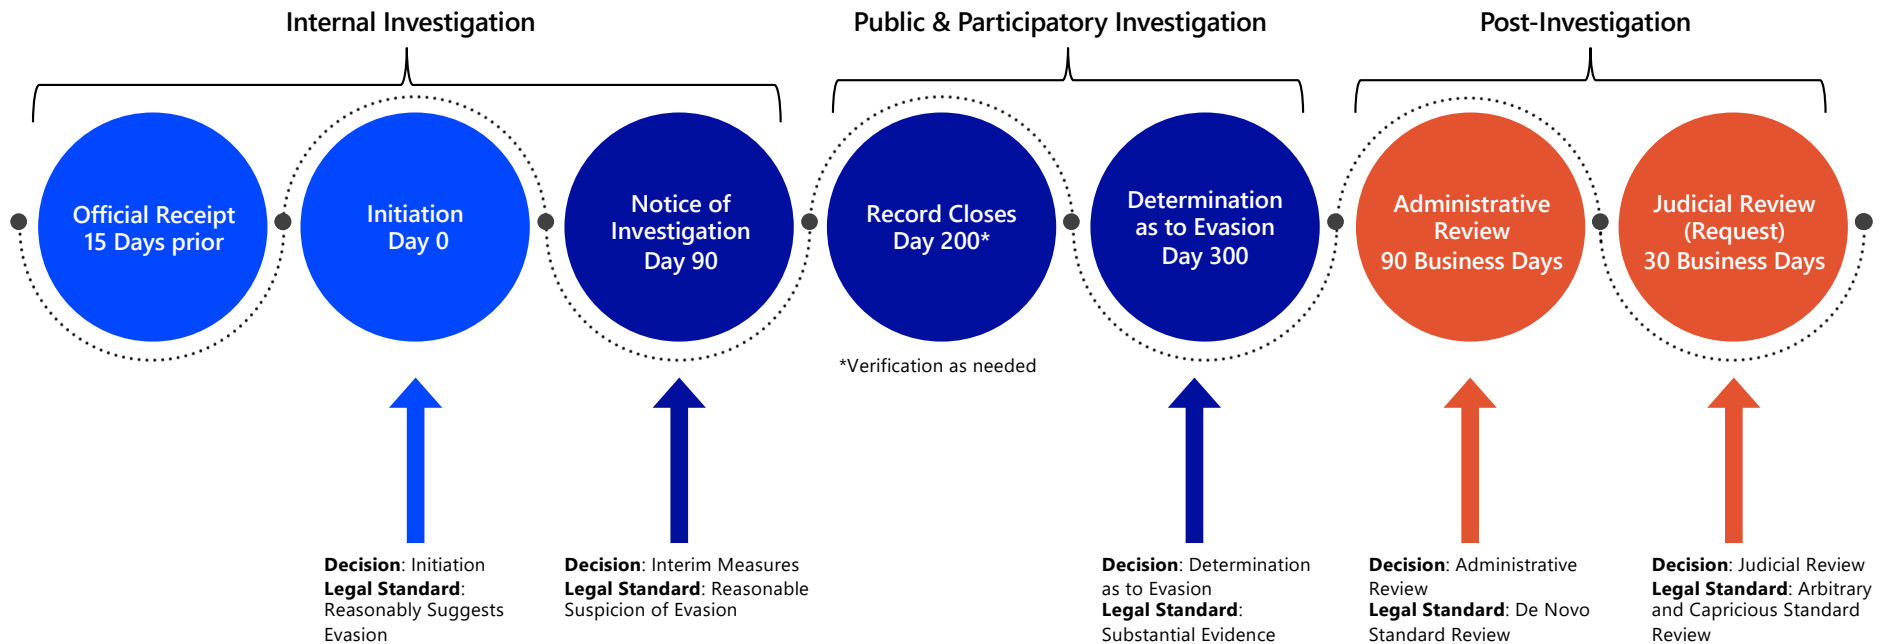 Internal Investigation
Public & Participatory Investigation
Post-Investigation
Official Receipt
15 Days prior
Initiation
Day 0
Notice of
Investigation
Day 90
Record Closes
Day 200*
Determination
as to Evasion
Day 300
Administrative
Review
90 Business Days
Judicial Review
(Request)
30 Business Days
*Verification as needed
Decision: Initiation
Legal Standard:
Reasonably Suggests
Evasion
Decision: Interim Measures
Legal Standard: Reasonable
Suspicion of Evasion
Decision: Determination
as to Evasion
Legal Standard:
Substantial Evidence
Decision: Administrative
Review
Legal Standard: De Novo
Standard Review
Decision: Judicial Review
Legal Standard: Arbitrary
and Capricious Standard
Review